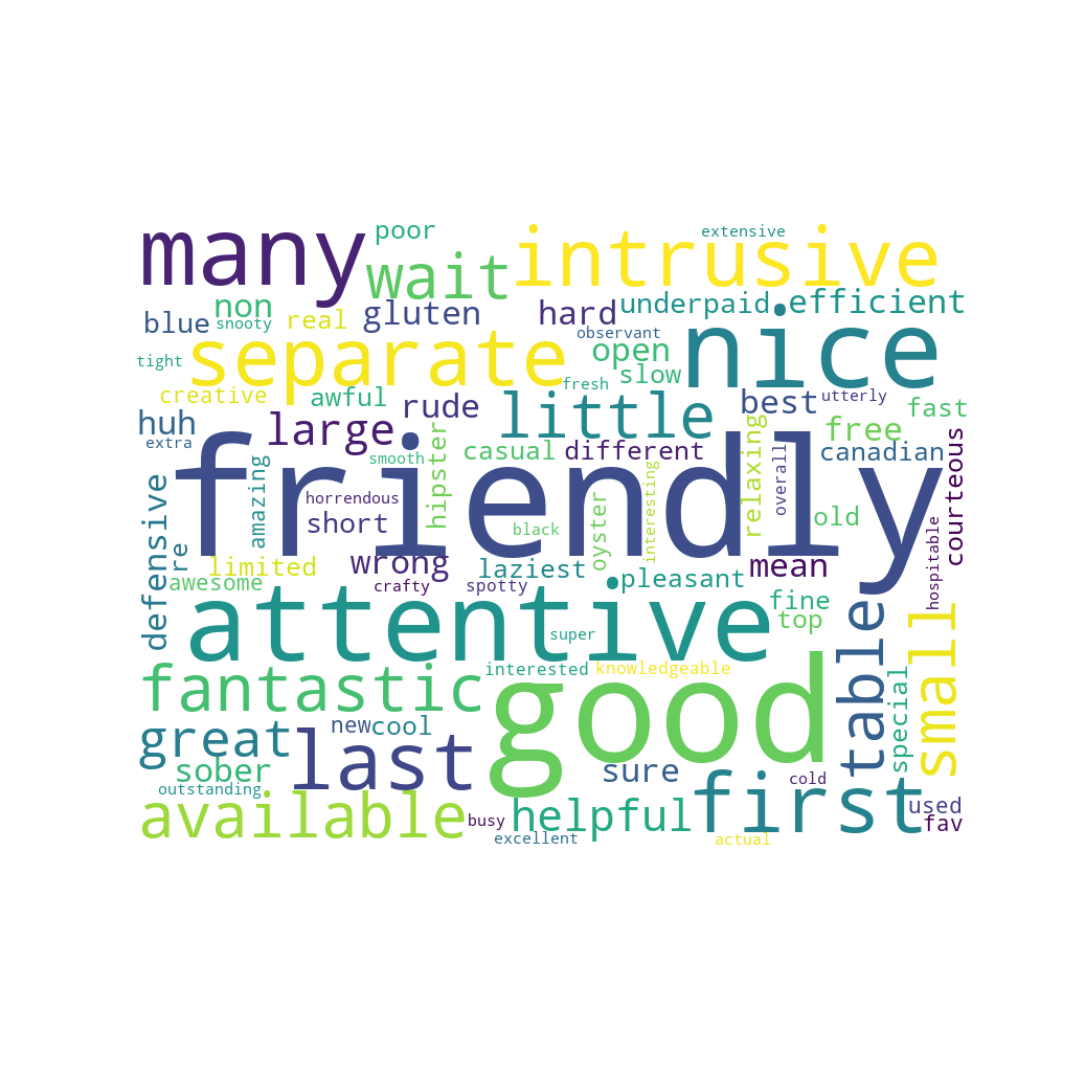 many
poor
wait
intrusive
extensive
non
snooty
blue
real
gluten
hard
observant
underpaid
efficient
tight
separate
open
nice
creative
awful
rude
fresh
slow
little
best
utterly
fast
huh
extra
large
casual
different
free
canadian
friendly
smooth
amazing
horrendous
hipster
short
black
oyster
interesting
relaxing
overall
old
courteous
defensive
re
limited
wrong
laziest
pleasant
mean
hospitable
awesome
crafty
spotty
fine
top
attentive
super
fantastic
interested
knowledgeable
good
table
special
small
great
new
cool
last
sober
sure
cold
outstanding
available
busy
helpful
first
used
fav
excellent
actual